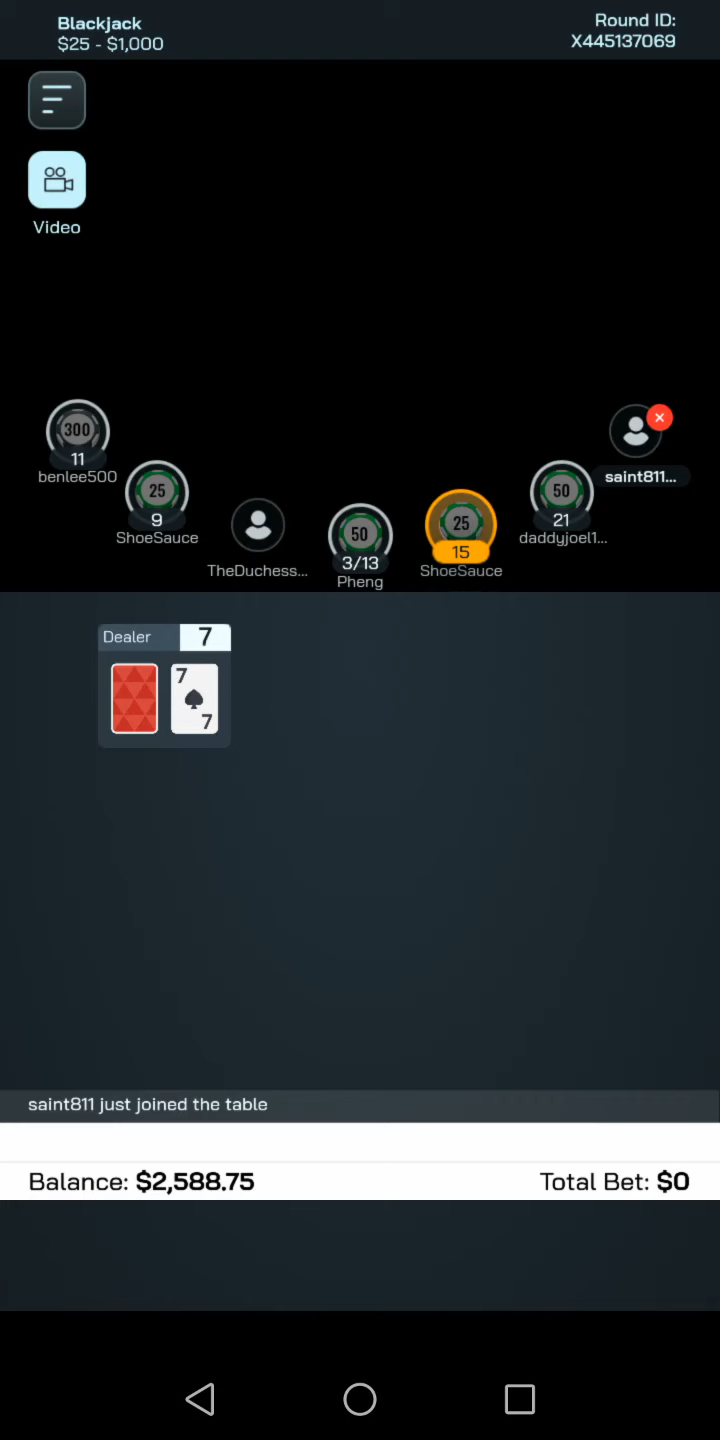 Blackjack
$25 - $1,000
Round ID:
X445137069
Video
300
11
benlee500
25
9
ShoeSauce
TheDuchess...
50
3/13
Pheng
25
15
ShoeSauce
50
21
daddyjoel1...
saint811...
Dealer 7
7
7
saint811 just joined the table
Balance: $2,588.75
Total Bet: $0